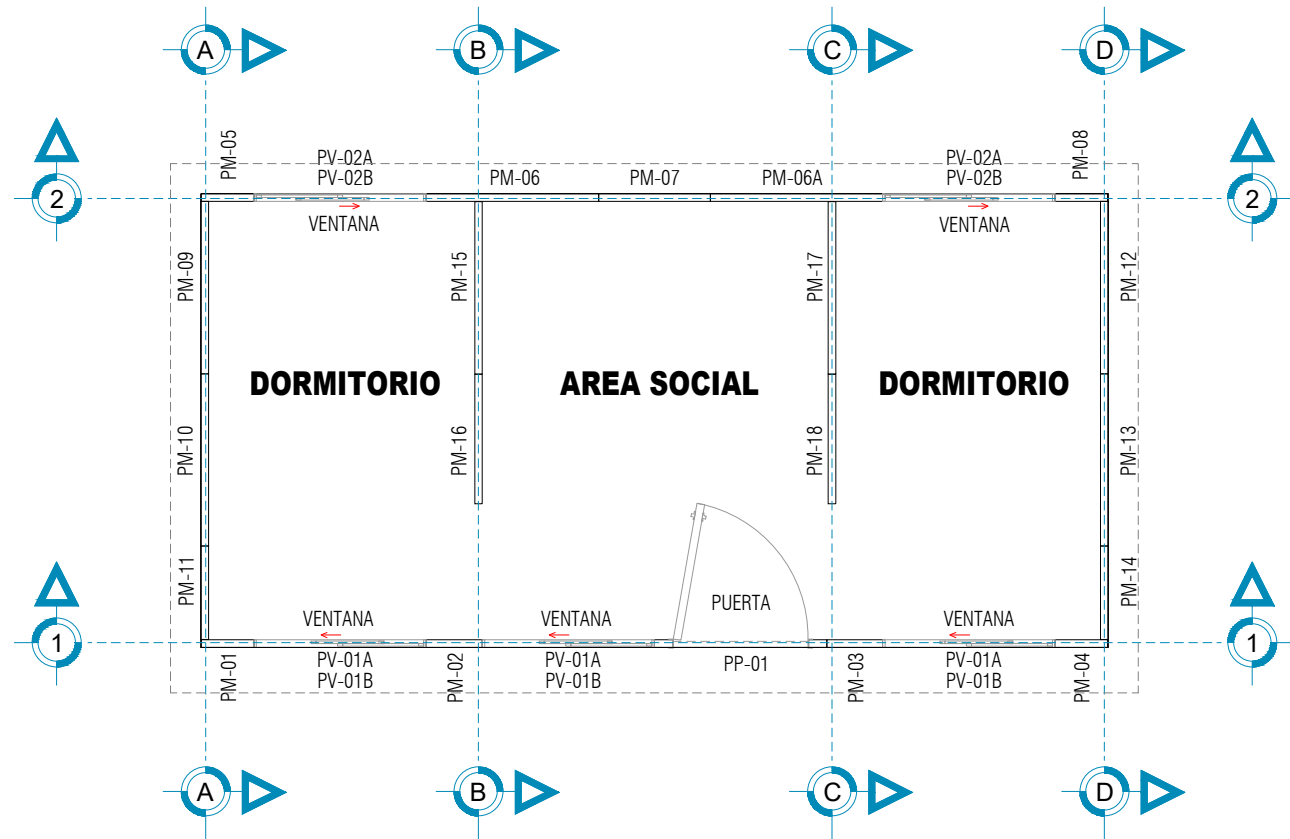 A
B
C
D
PM-05
PV-02A
PV-02B
PM-06
PM-07
PM-06A
PV-02A
PV-02B
PM-08
2
2
VENTANA
VENTANA
PM-09
PM-15
PM-17
PM-12
DORMITORIO
AREA SOCIAL
DORMITORIO
PM-10
PM-16
PM-18
PM-13
PM-11
PM-14
PUERTA
VENTANA
VENTANA
VENTANA
1
1
PM-01
PV-01A
PV-01B
PM-02
PV-01A
PV-01B
PP-01
PM-03
PV-01A
PV-01B
PM-04
A
B
C
D